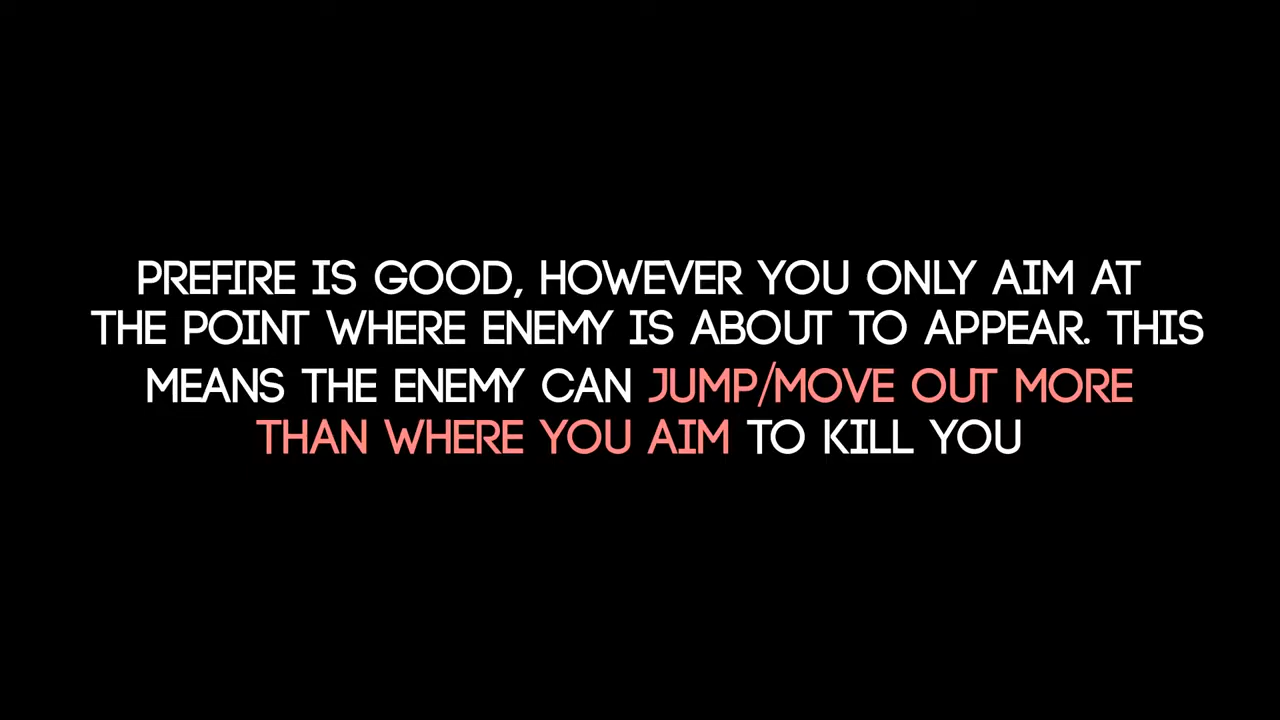 PREFIRE IS GOOD, HOWEVER YOU ONLY AIM AT
THE POINT WHERE ENEMY IS ABOUT TO APPEAR. THIS
MEANS THE ENEMY CAN JUMP/MOVE OUT MORE
THAN WHERE YOU AIM TO KILL YOU